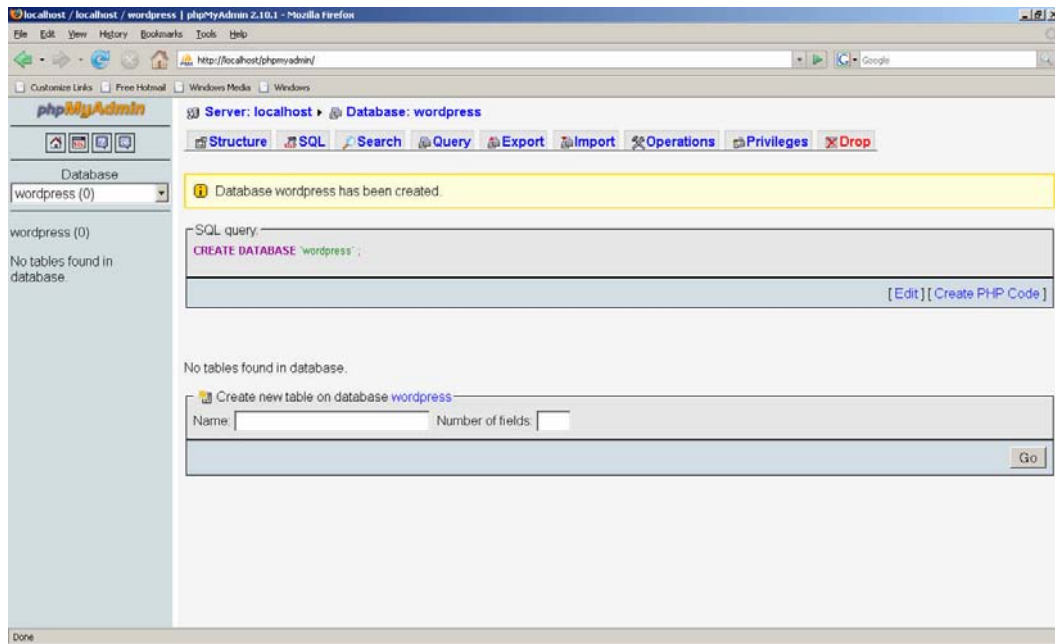 localhost / localhost / wordpress | phpMyAdmin 2.10.1 - Mozilla Firefox
File Edit View History Bookmarks Tools Help
http://localhost/phpmyadmin/
Google
Customize Links Free Hotmail Windows Media Windows
phpMyAdmin
Database
wordpress (0)
wordpress (0)
No tables found in
database.
Server: localhost Database: wordpress
Structure SQL Search Query Export Import Operations Privileges Drop
Database wordpress has been created.
SQL query:
CREATE DATABASE `wordpress` ;
[ Edit ] [ Create PHP Code ]
No tables found in database.
Create new table on database wordpress
Name: Number of fields:
Go
Done